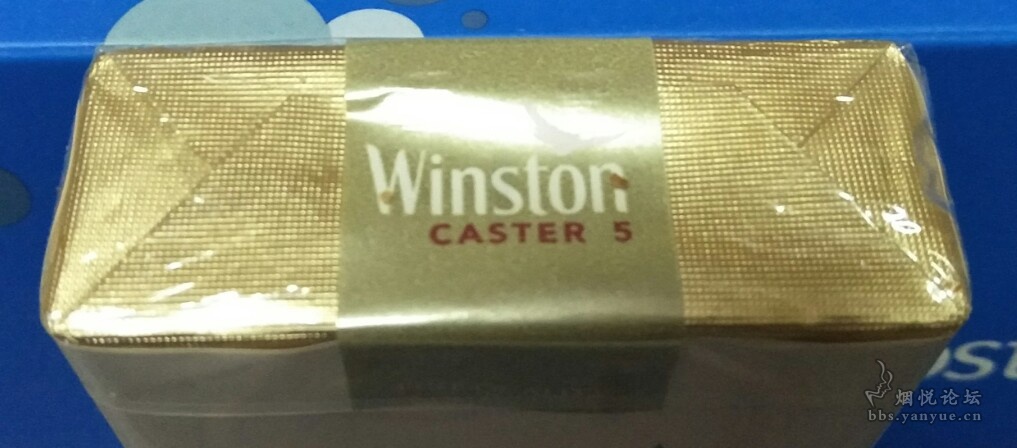 Winston
CASTER 5
烟悦论坛
bbs.yanyue.cn